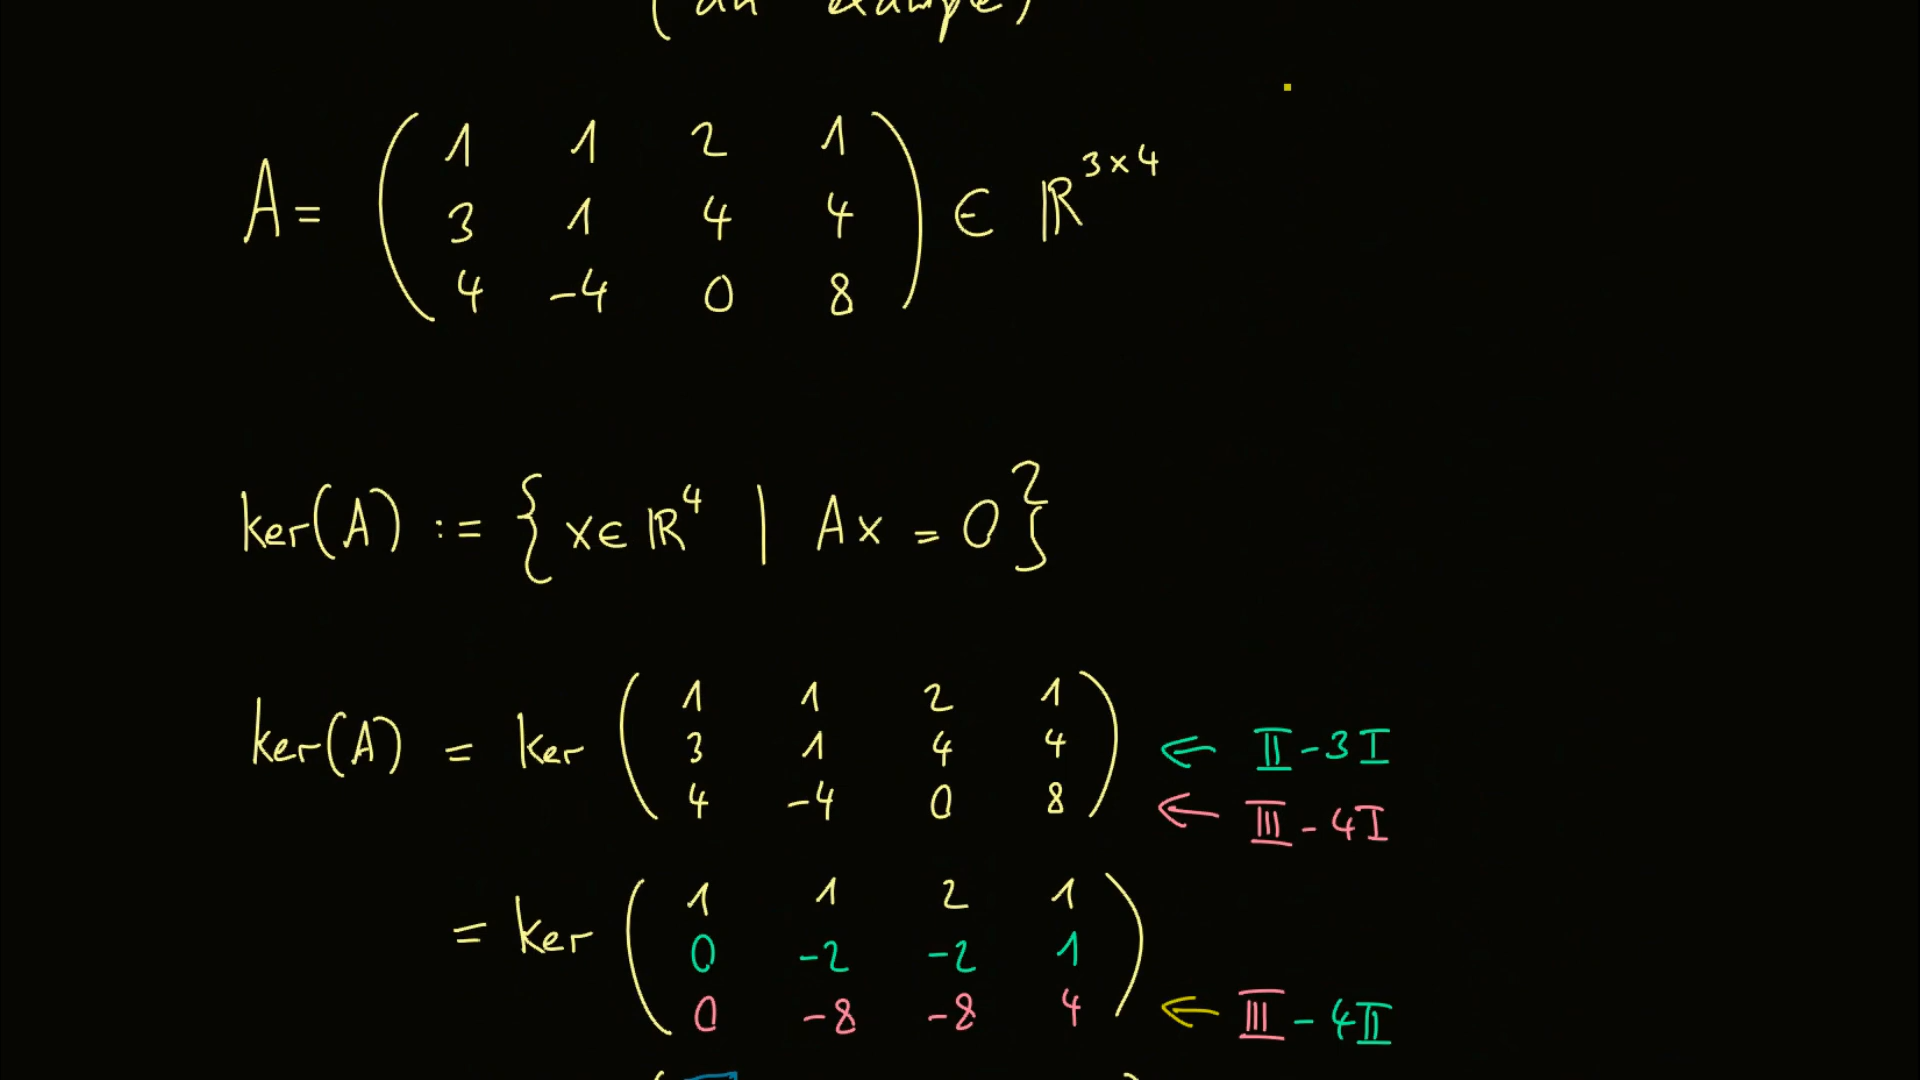 (an example)
A = ( 1 1 2 1
3 1 4 4
4 -4 0 8 ) ∈ ℝ^{3×4}
ker(A) := { x ∈ ℝ^4 | Ax = 0 }
ker(A) = ker ( 1 1 2 1
3 1 4 4 ← II - 3I
4 -4 0 8 ) ← III - 4I
= ker ( 1 1 2 1
0 -2 -2 1
0 -8 -8 4 ) ← III - 4II